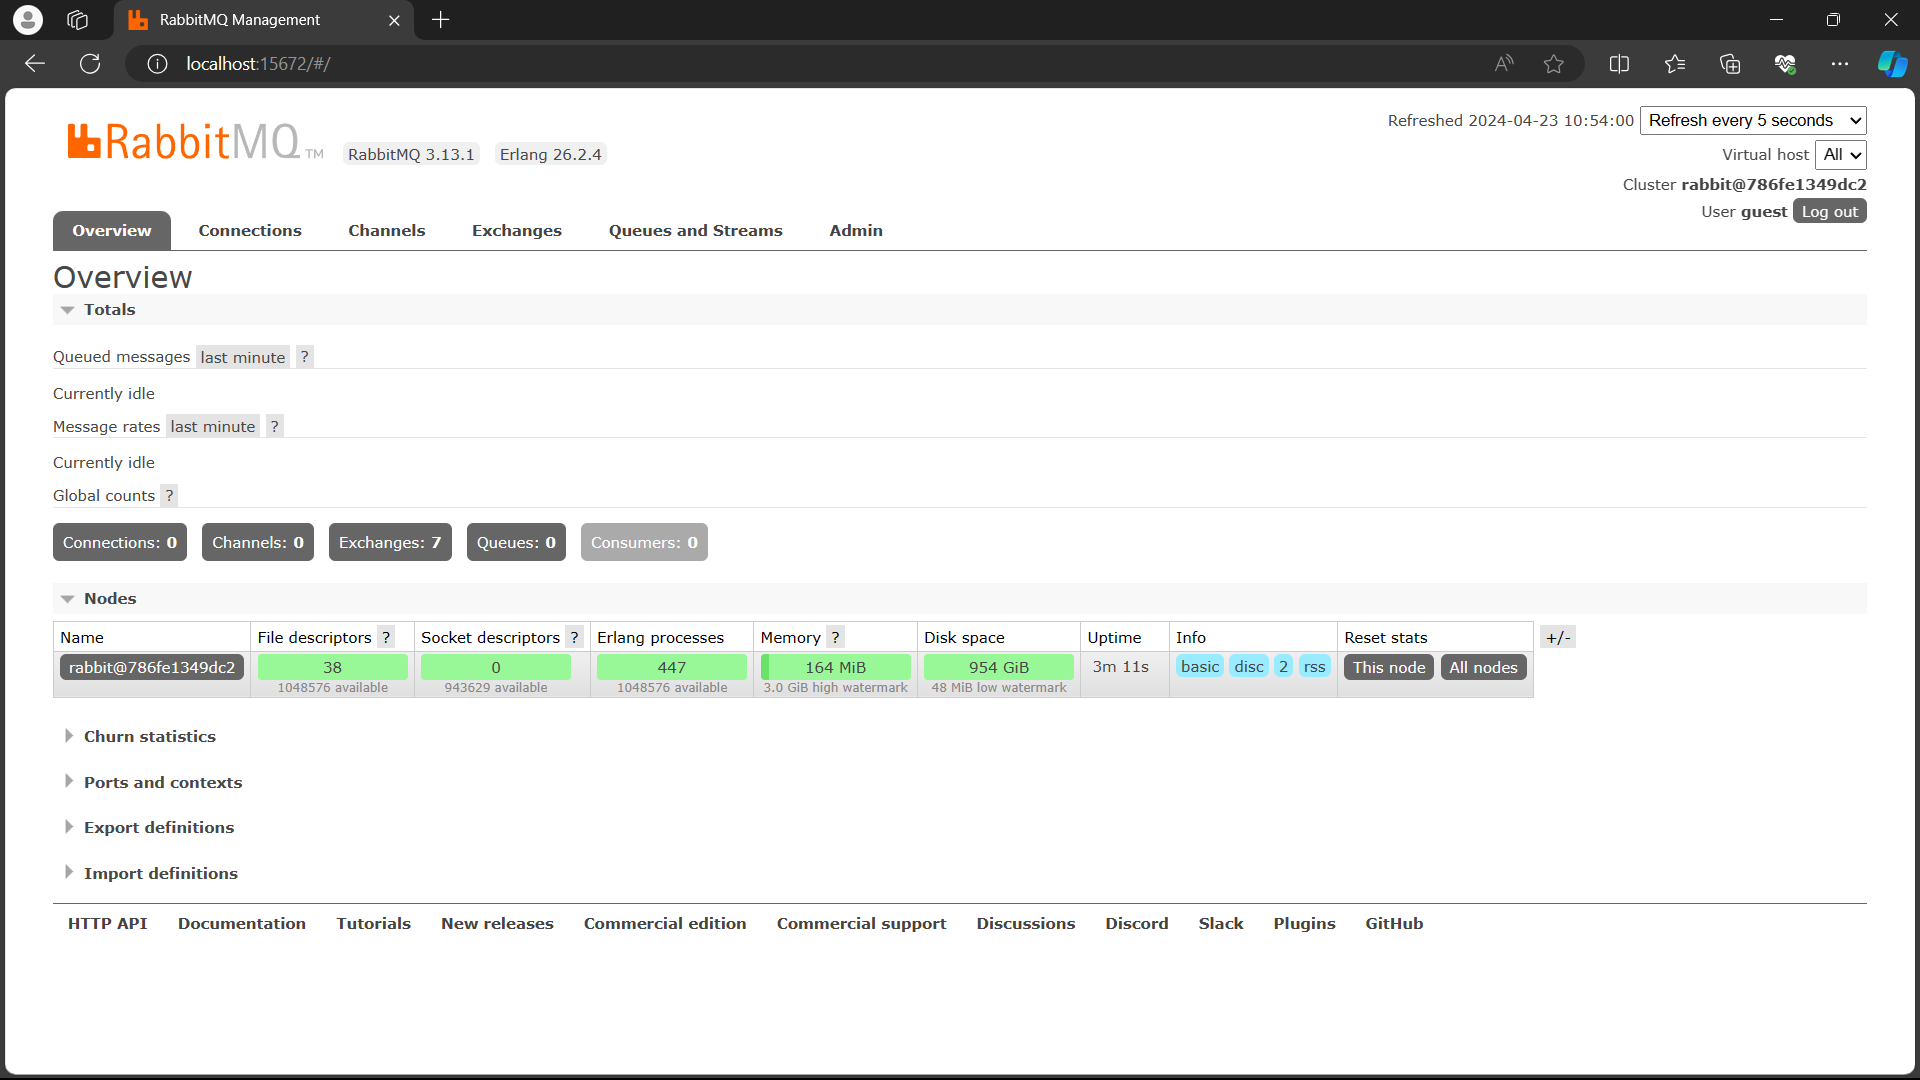 RabbitMQ Management
localhost:15672/#/
RabbitMQ TM
RabbitMQ 3.13.1 Erlang 26.2.4
Refreshed 2024-04-23 10:54:00 Refresh every 5 seconds
Virtual host All
Cluster rabbit@786fe1349dc2
User guest Log out
Overview Connections Channels Exchanges Queues and Streams Admin
Overview
Totals
Queued messages last minute ?
Currently idle
Message rates last minute ?
Currently idle
Global counts ?
Connections: 0 Channels: 0 Exchanges: 7 Queues: 0 Consumers: 0
Nodes
Name File descriptors ? Socket descriptors ? Erlang processes Memory ? Disk space Uptime Info Reset stats +/-
rabbit@786fe1349dc2 38 0 447 164 MiB 954 GiB 3m 11s basic disc 2 rss This node All nodes
1048576 available 943629 available 1048576 available 3.0 GiB high watermark 48 MiB low watermark
Churn statistics
Ports and contexts
Export definitions
Import definitions
HTTP API Documentation Tutorials New releases Commercial edition Commercial support Discussions Discord Slack Plugins GitHub